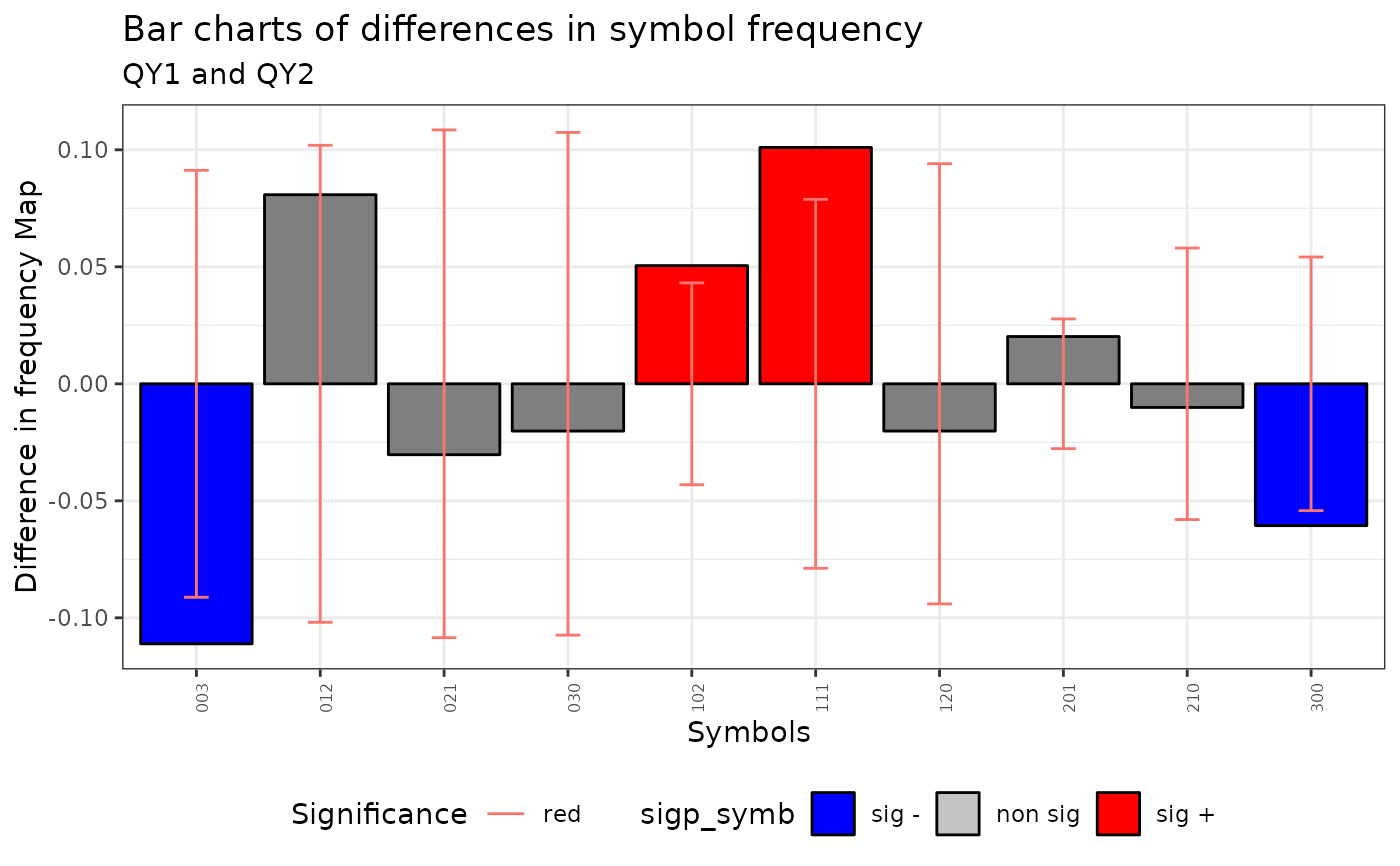 Bar charts of differences in symbol frequency
QY1 and QY2
Difference in frequency Map
0.10
0.05
0.00
-0.05
-0.10
003 012 021 030 102 111 120 201 210 300
Symbols
Significance red sigp_symb sig - non sig sig +